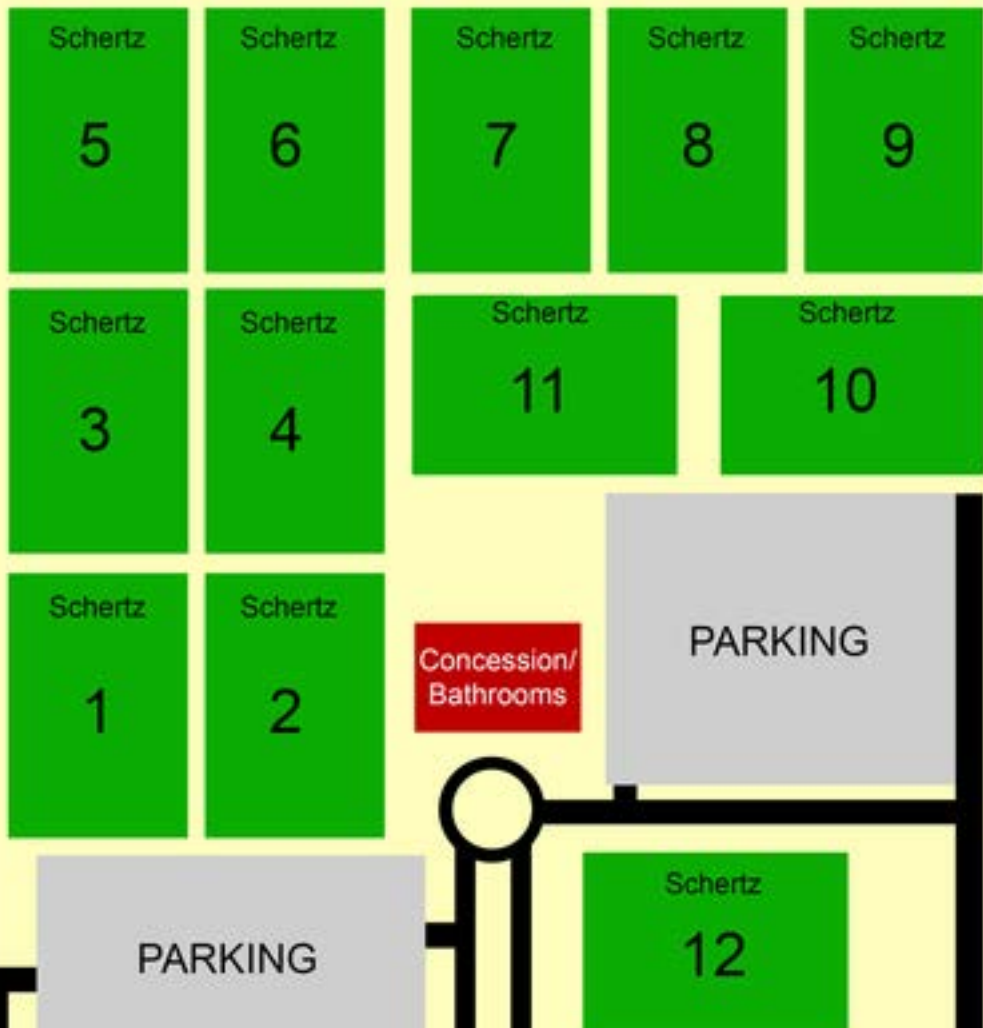 Schertz
5
Schertz
6
Schertz
7
Schertz
8
Schertz
9
Schertz
3
Schertz
4
Schertz
11
Schertz
10
Schertz
1
Schertz
2
Concession/
Bathrooms
PARKING
PARKING
Schertz
12